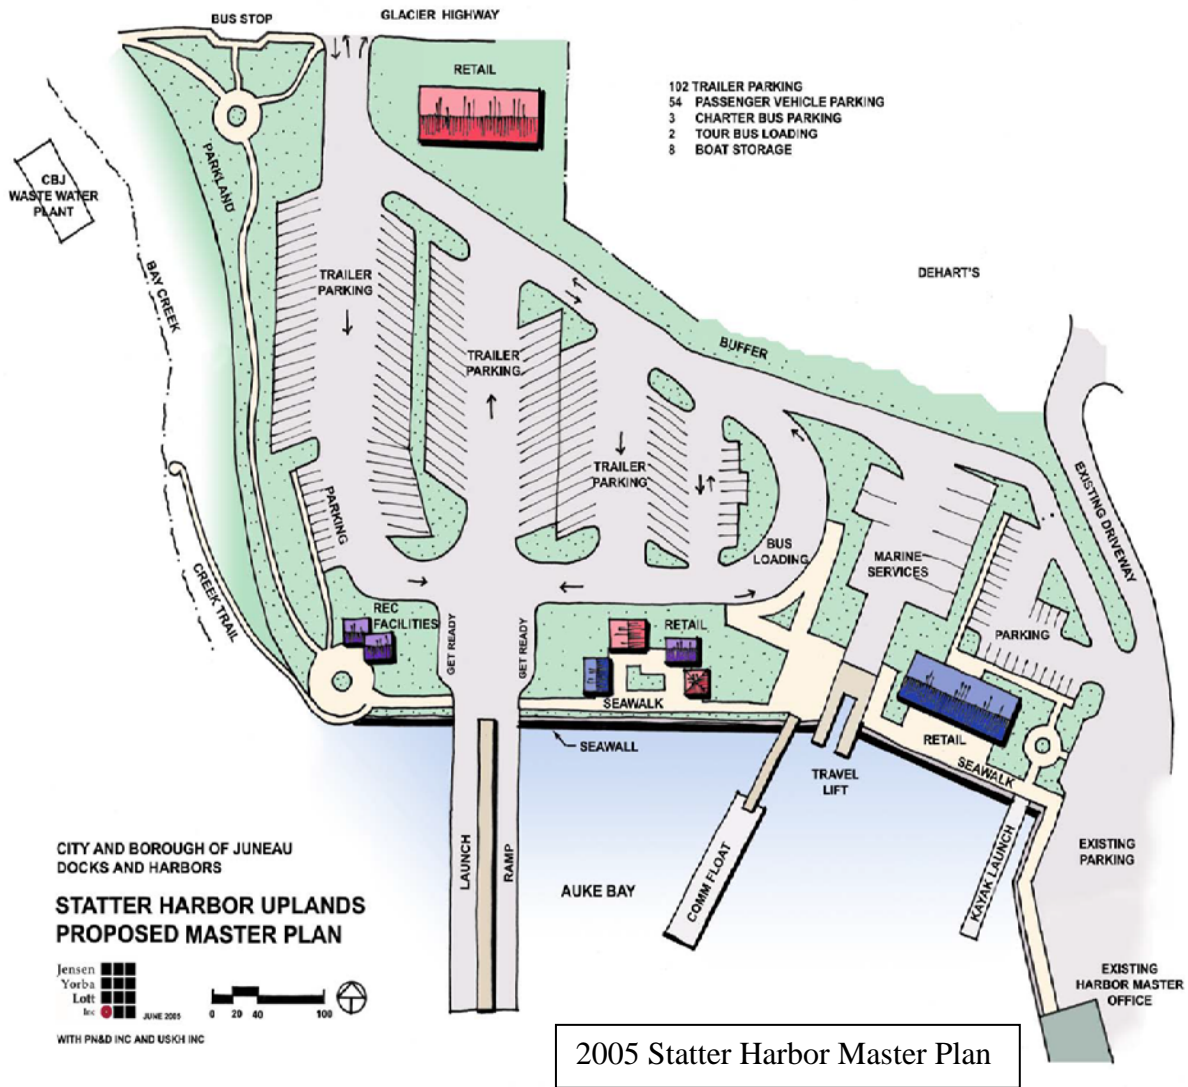 BUS STOP
GLACIER HIGHWAY
RETAIL
102 TRAILER PARKING
54 PASSENGER VEHICLE PARKING
3 CHARTER BUS PARKING
2 TOUR BUS LOADING
8 BOAT STORAGE
CBJ
WASTE WATER
PLANT
PARKLAND
BAY CREEK
TRAILER
PARKING
DEHART'S
TRAILER
PARKING
BUFFER
TRAILER
PARKING
PARKING
EXISTING DRIVEWAY
BUS
LOADING
MARINE
SERVICES
CREEK TRAIL
REC
FACILITIES
GET READY
GET READY
RETAIL
PARKING
SEAWALK
RETAIL
SEAWALK
SEAWALL
TRAVEL
LIFT
LAUNCH
RAMP
AUKE BAY
COMM FLOAT
KAYAK LAUNCH
EXISTING
PARKING
EXISTING
HARBOR MASTER
OFFICE
CITY AND BOROUGH OF JUNEAU
DOCKS AND HARBORS
STATTER HARBOR UPLANDS
PROPOSED MASTER PLAN
Jensen
Yorba
Lott
Inc
JUNE 2005
0 20 40 100
WITH PN&D INC AND USKH INC
2005 Statter Harbor Master Plan